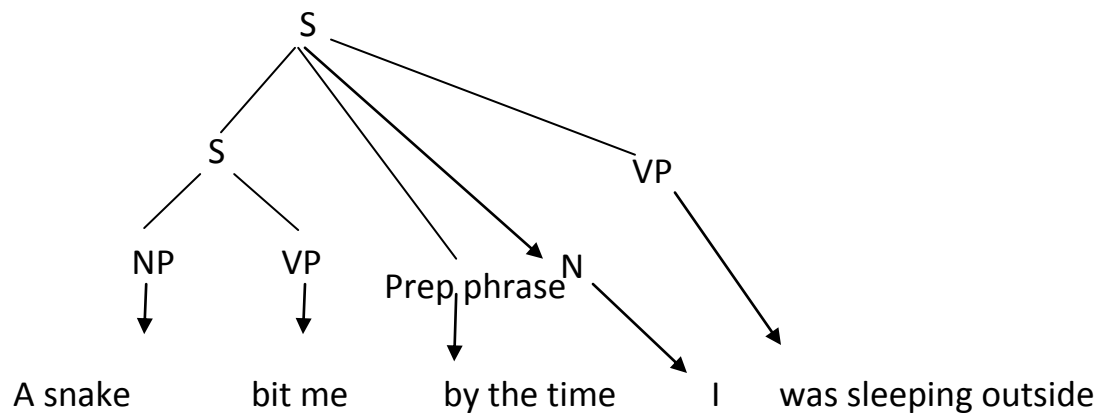 S
S
VP
NP VP Prep phrase N
A snake bit me by the time I was sleeping outside